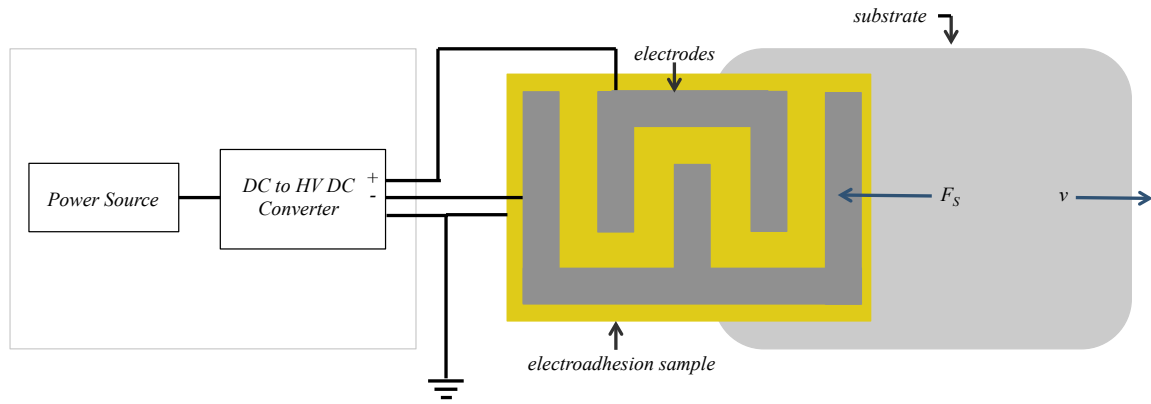 substrate
electrodes
Power Source
DC to HV DC
Converter
+
-
F_S
v
electroadhesion sample